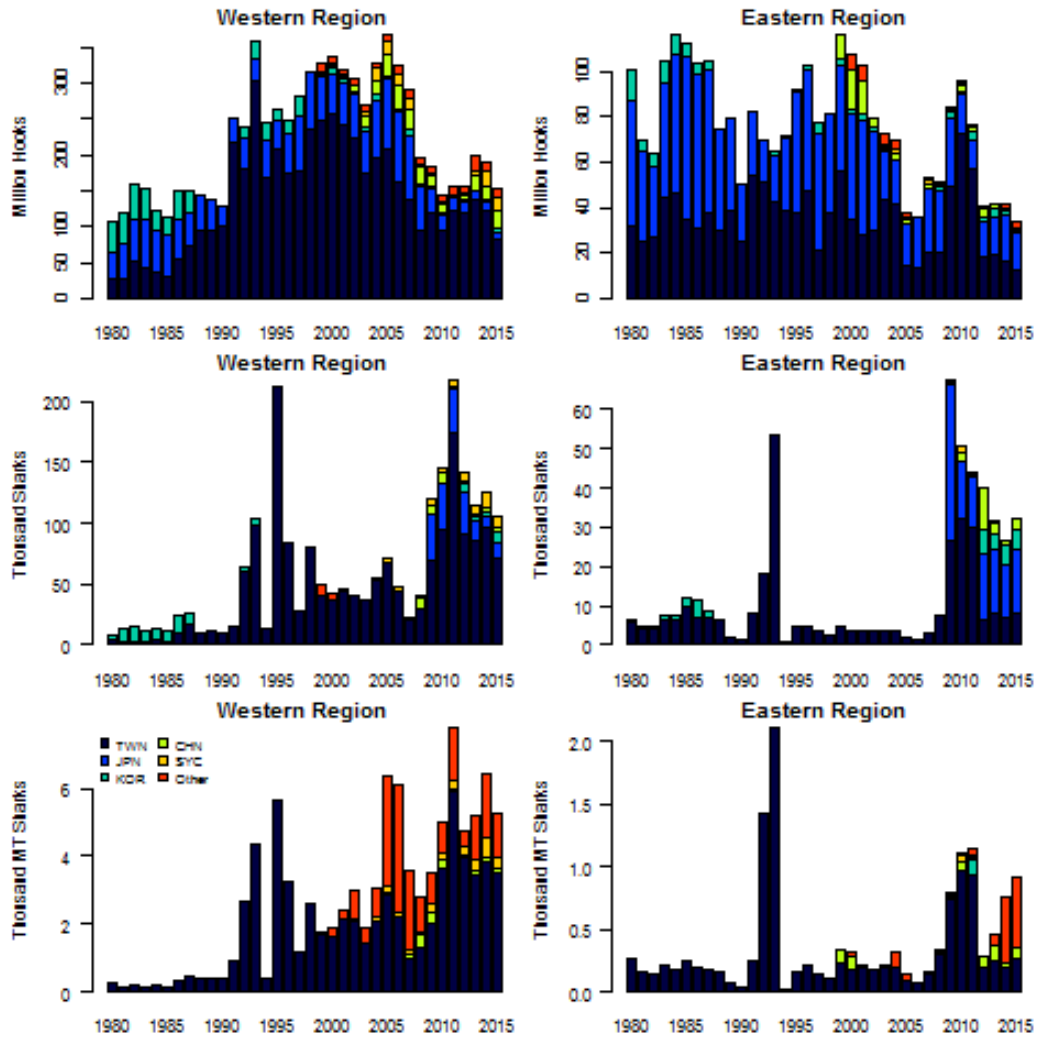 Western Region
Million Hooks
0 50 100 200 300
1980 1985 1990 1995 2000 2005 2010 2015
Eastern Region
Million Hooks
0 20 40 60 80 100
1980 1985 1990 1995 2000 2005 2010 2015
Western Region
Thousand Sharks
200
150
100
50
0
1980 1985 1990 1995 2000 2005 2010 2015
Eastern Region
Thousand Sharks
60
50
40
30
20
10
0
1980 1985 1990 1995 2000 2005 2010 2015
Western Region
Thousand MT Sharks
TWN CHN
JPN SYC
KOR Other
6
4
2
0
1980 1985 1990 1995 2000 2005 2010 2015
Eastern Region
Thousand MT Sharks
2.0
1.5
1.0
0.5
0.0
1980 1985 1990 1995 2000 2005 2010 2015